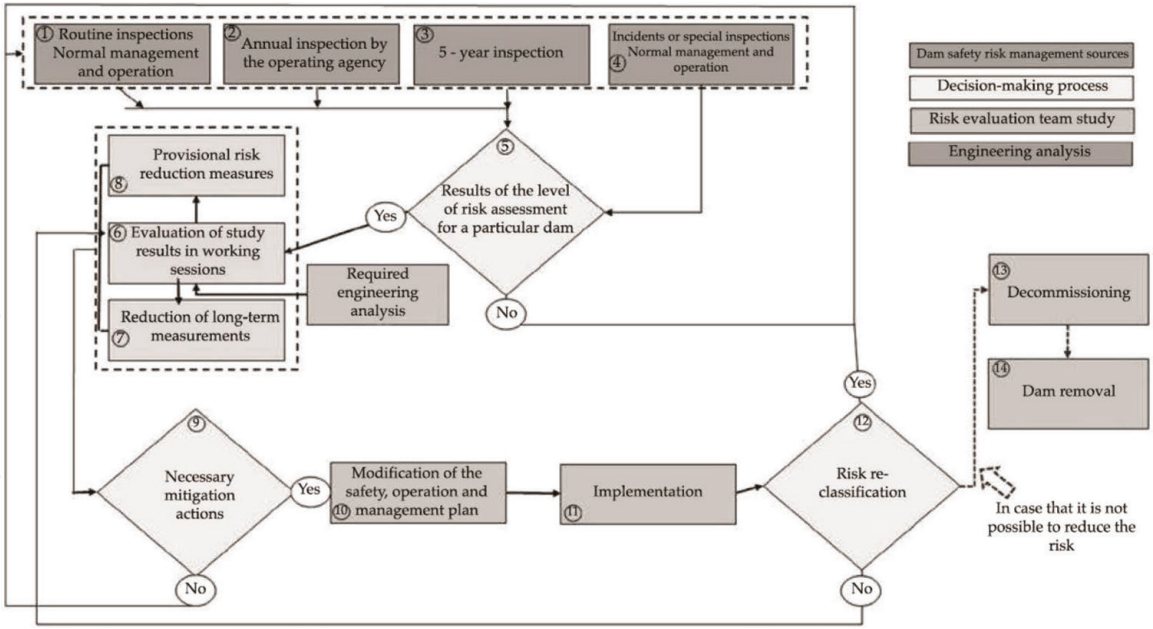 ① Routine inspections
Normal management
and operation
② Annual inspection by
the operating agency
③
5 - year inspection
Incidents or special inspections
④ Normal management and
operation
Dam safety risk management sources
Decision-making process
Risk evaluation team study
Engineering analysis
⑤
Results of the level
of risk assessment
for a particular dam
Yes
No
Provisional risk
reduction measures
⑧
⑥ Evaluation of study
results in working
sessions
Reduction of long-term
measurements
⑦
Required
engineering
analysis
⑨
Necessary
mitigation
actions
Yes
No
Modification of the
safety, operation and
⑩ management plan
Implementation
⑪
Yes
⑫
Risk re-
classification
No
⑬
Decommissioning
⑭
Dam removal
In case that it is not
possible to reduce the
risk